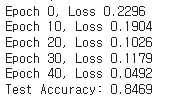 Epoch 0, Loss 0.2296
Epoch 10, Loss 0.1904
Epoch 20, Loss 0.1026
Epoch 30, Loss 0.1179
Epoch 40, Loss 0.0492
Test Accuracy: 0.8469